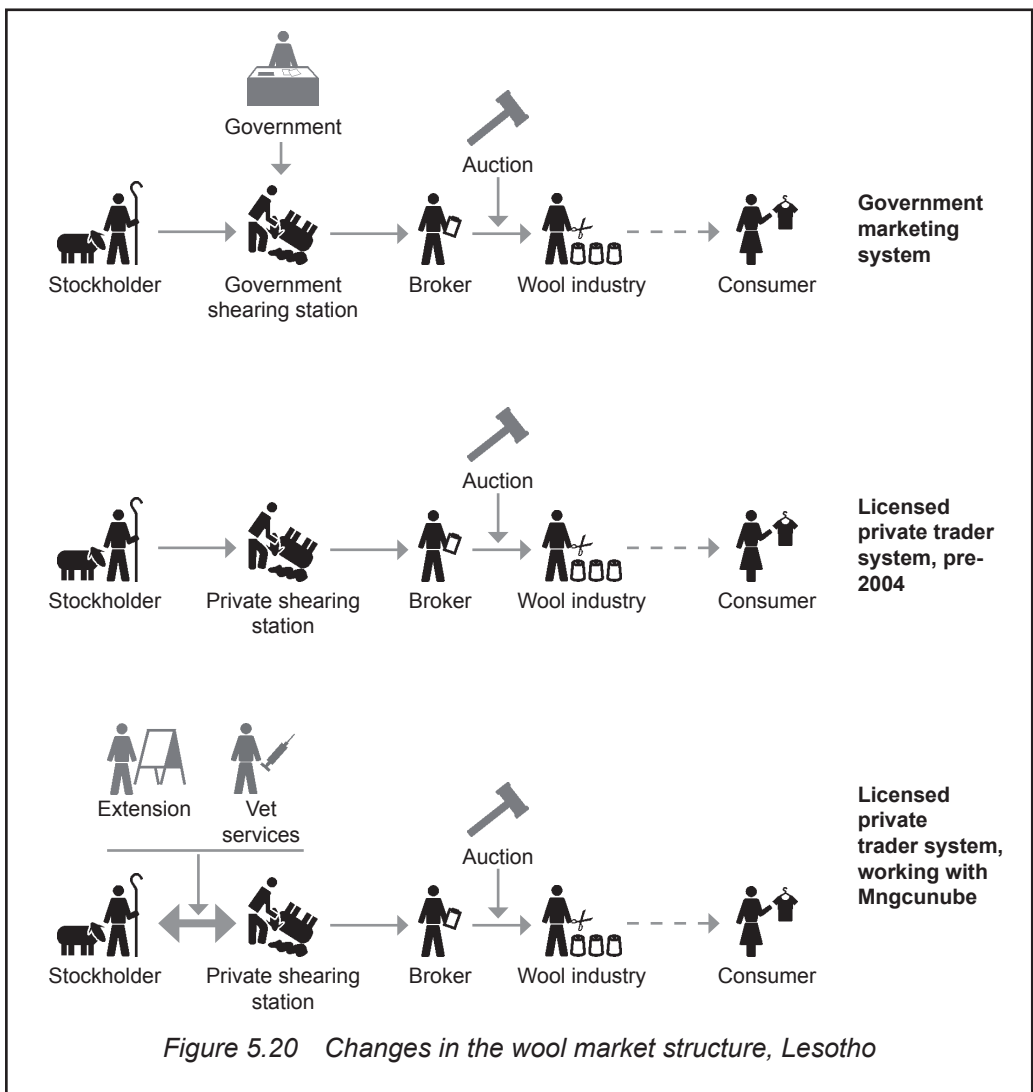 Government
Auction
Stockholder
Government
shearing station
Broker
Wool industry
Consumer
Government
marketing
system
Auction
Stockholder
Private shearing
station
Broker
Wool industry
Consumer
Licensed
private trader
system, pre-
2004
Extension
Vet
services
Auction
Stockholder
Private shearing
station
Broker
Wool industry
Consumer
Licensed
private
trader system,
working with
Mngcunube
Figure 5.20 Changes in the wool market structure, Lesotho